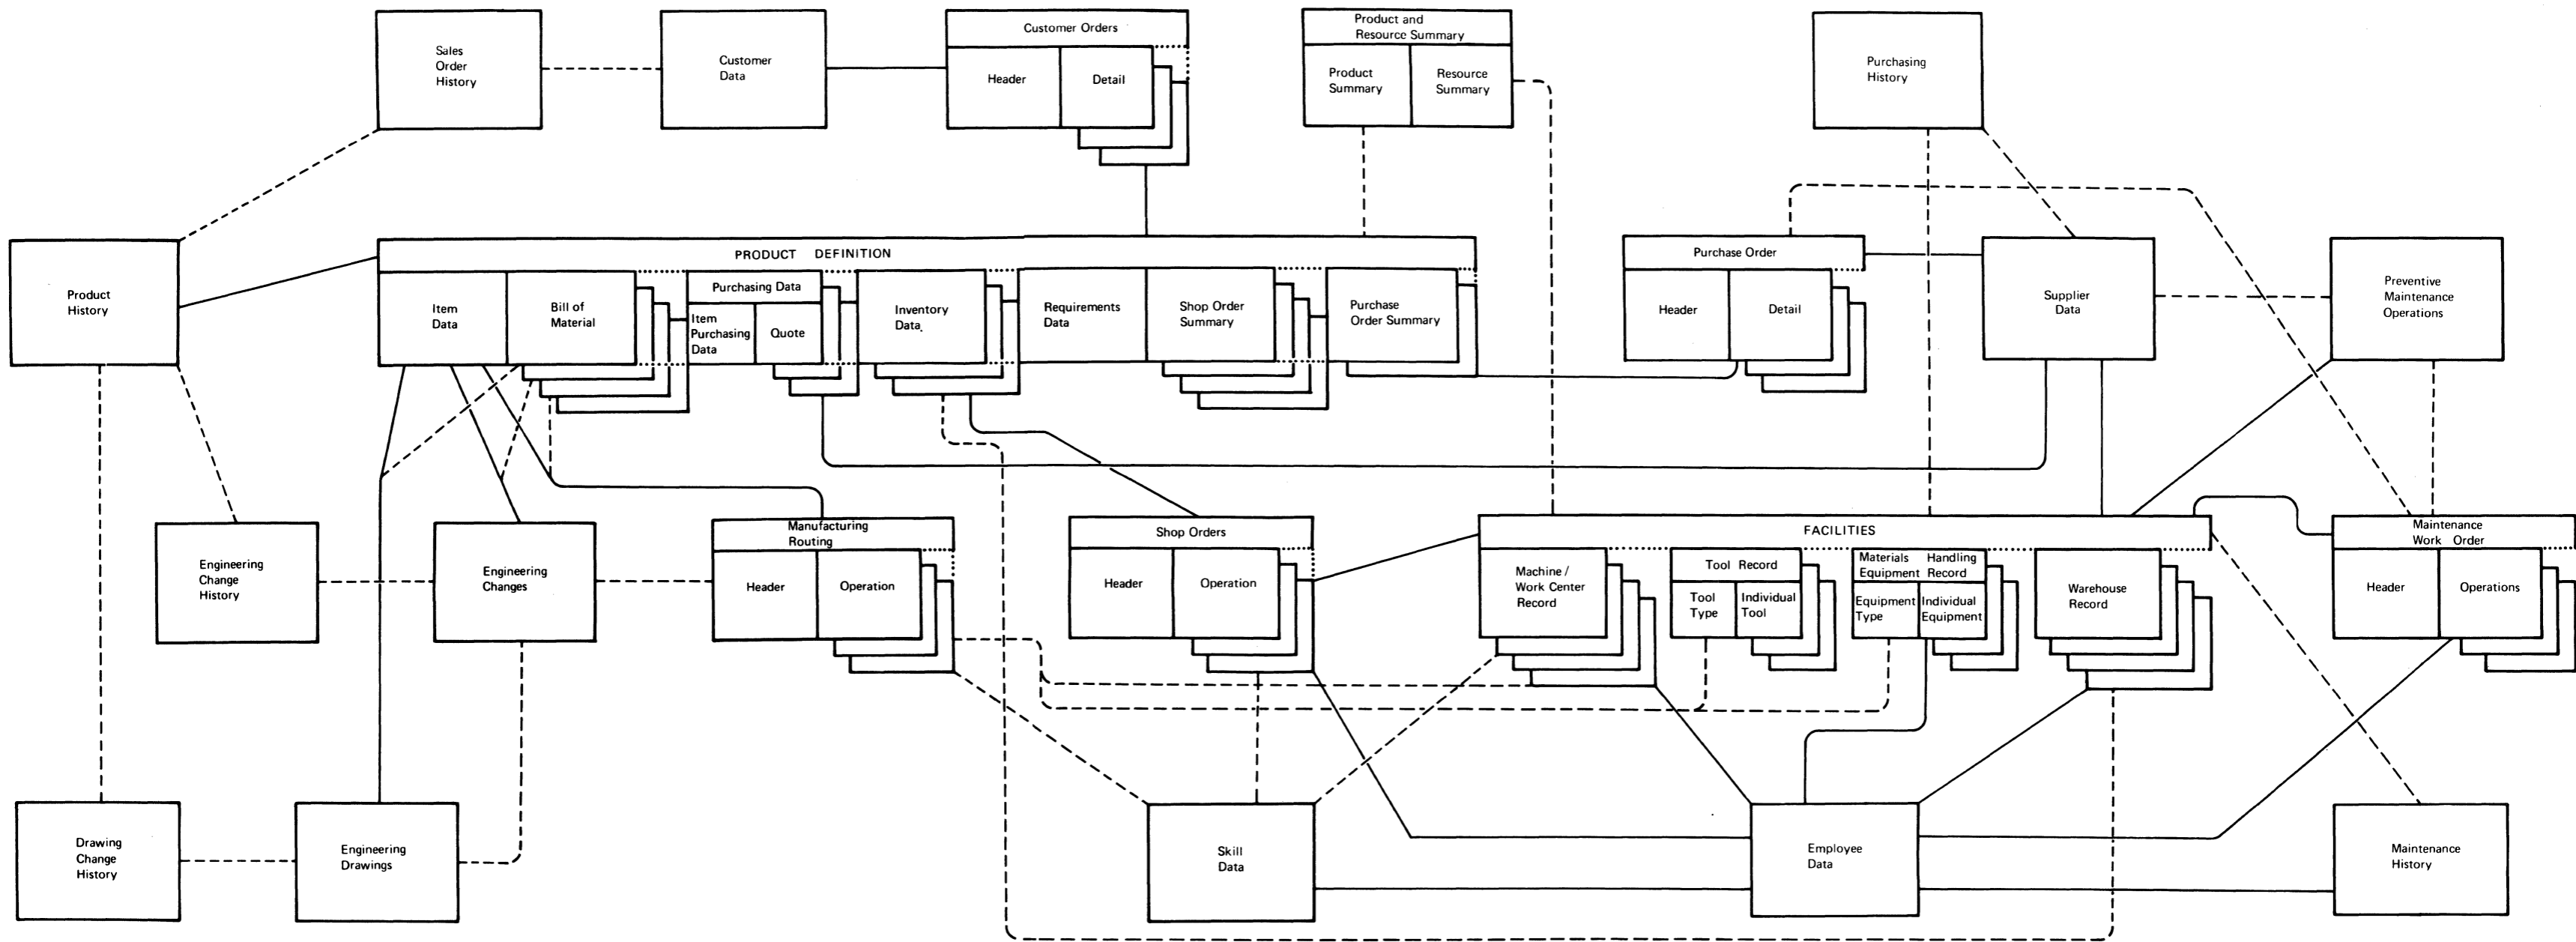 Sales
Order
History
Customer
Data
Customer Orders
Header
Detail
Product and
Resource Summary
Product
Summary
Resource
Summary
Purchasing
History
Product
History
PRODUCT DEFINITION
Item
Data
Bill of
Material
Purchasing Data
Item
Purchasing
Data
Quote
Inventory
Data.
Requirements
Data
Shop Order
Summary
Purchase
Order Summary
Purchase Order
Header
Detail
Supplier
Data
Preventive
Maintenance
Operations
Engineering
Change
History
Engineering
Changes
Manufacturing
Routing
Header
Operation
Shop Orders
Header
Operation
FACILITIES
Machine /
Work Center
Record
Tool Record
Tool
Type
Individual
Tool
Materials Handling
Equipment Record
Equipment
Type
Individual
Equipment
Warehouse
Record
Maintenance
Work Order
Header
Operations
Drawing
Change
History
Engineering
Drawings
Skill
Data
Employee
Data
Maintenance
History